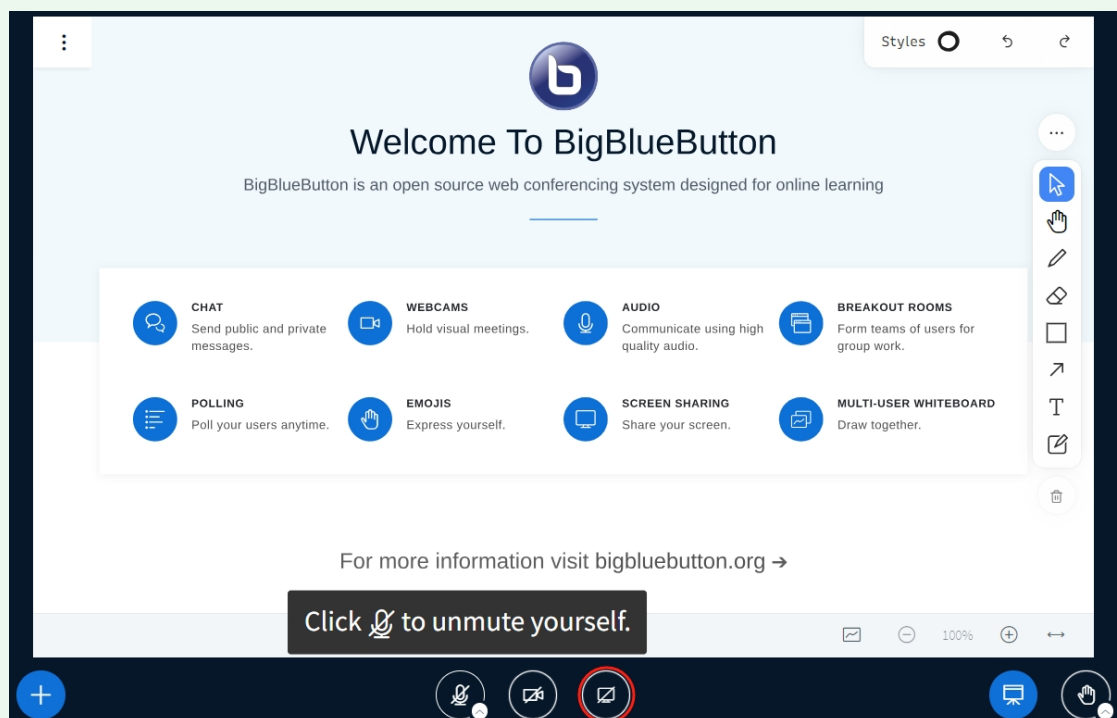 Styles
Welcome To BigBlueButton
BigBlueButton is an open source web conferencing system designed for online learning
CHAT
Send public and private
messages.
WEBCAMS
Hold visual meetings.
AUDIO
Communicate using high
quality audio.
BREAKOUT ROOMS
Form teams of users for
group work.
POLLING
Poll your users anytime.
EMOJIS
Express yourself.
SCREEN SHARING
Share your screen.
MULTI-USER WHITEBOARD
Draw together.
For more information visit bigbluebutton.org →
Click to unmute yourself.
100%